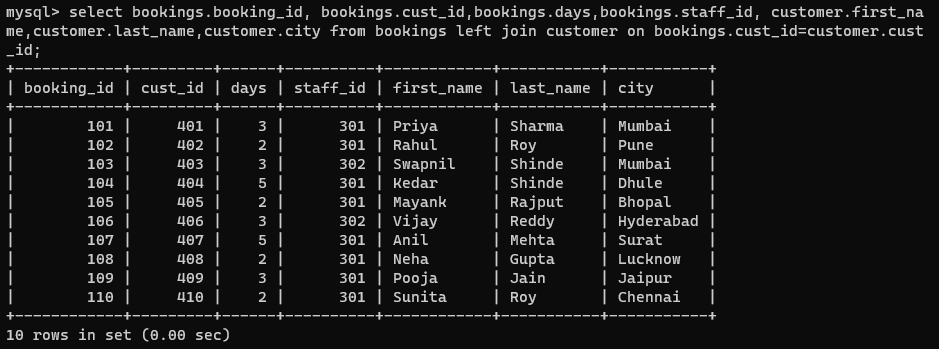 mysql> select bookings.booking_id, bookings.cust_id,bookings.days,bookings.staff_id, customer.first_na
me,customer.last_name,customer.city from bookings left join customer on bookings.cust_id=customer.cust
_id;
+------------+---------+------+----------+------------+-----------+-----------+
| booking_id | cust_id | days | staff_id | first_name | last_name | city      |
+------------+---------+------+----------+------------+-----------+-----------+
|        101 |     401 |    3 |      301 | Priya      | Sharma    | Mumbai    |
|        102 |     402 |    2 |      301 | Rahul      | Roy       | Pune      |
|        103 |     403 |    3 |      302 | Swapnil    | Shinde    | Mumbai    |
|        104 |     404 |    5 |      301 | Kedar      | Shinde    | Dhule     |
|        105 |     405 |    2 |      301 | Mayank     | Rajput    | Bhopal    |
|        106 |     406 |    3 |      302 | Vijay      | Reddy     | Hyderabad |
|        107 |     407 |    5 |      301 | Anil       | Mehta     | Surat     |
|        108 |     408 |    2 |      301 | Neha       | Gupta     | Lucknow   |
|        109 |     409 |    3 |      301 | Pooja      | Jain      | Jaipur    |
|        110 |     410 |    2 |      301 | Sunita     | Roy       | Chennai   |
+------------+---------+------+----------+------------+-----------+-----------+
10 rows in set (0.00 sec)